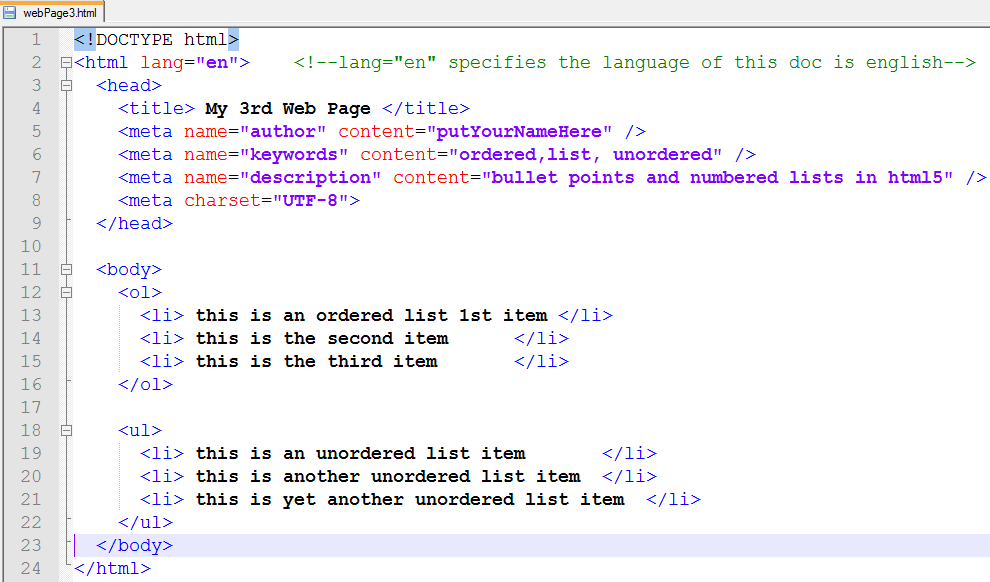 webPage3.html
1 <!DOCTYPE html>
2 <html lang="en">    <!--lang="en" specifies the language of this doc is english-->
3   <head>
4     <title> My 3rd Web Page </title>
5     <meta name="author" content="putYourNameHere" />
6     <meta name="keywords" content="ordered,list, unordered" />
7     <meta name="description" content="bullet points and numbered lists in html5" />
8     <meta charset="UTF-8">
9   </head>
10
11   <body>
12     <ol>
13       <li> this is an ordered list 1st item </li>
14       <li> this is the second item      </li>
15       <li> this is the third item       </li>
16     </ol>
17
18     <ul>
19       <li> this is an unordered list item       </li>
20       <li> this is another unordered list item  </li>
21       <li> this is yet another unordered list item  </li>
22     </ul>
23   </body>
24 </html>